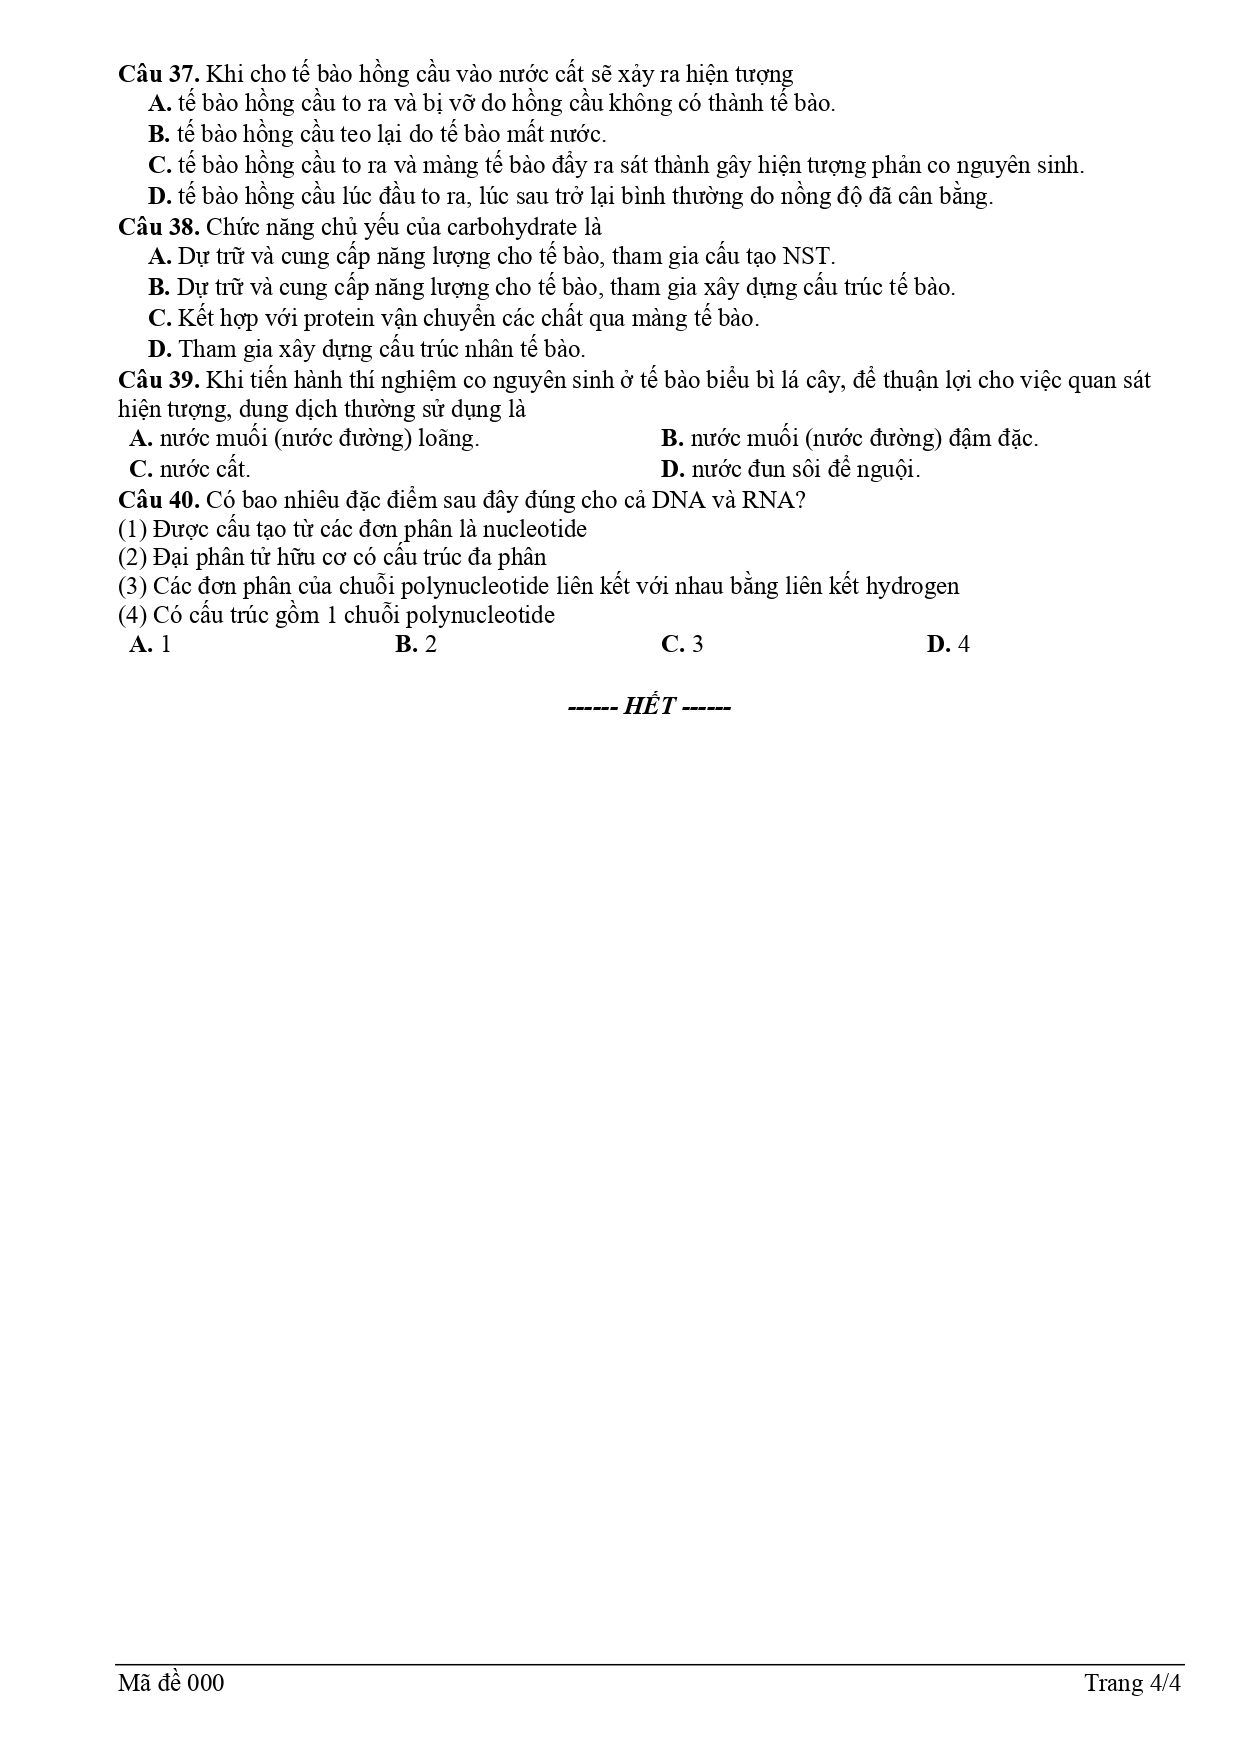 Câu 37. Khi cho tế bào hồng cầu vào nước cất sẽ xảy ra hiện tượng
A. tế bào hồng cầu to ra và bị vỡ do hồng cầu không có thành tế bào.
B. tế bào hồng cầu teo lại do tế bào mất nước.
C. tế bào hồng cầu to ra và màng tế bào đẩy ra sát thành gây hiện tượng phản co nguyên sinh.
D. tế bào hồng cầu lúc đầu to ra, lúc sau trở lại bình thường do nồng độ đã cân bằng.
Câu 38. Chức năng chủ yếu của carbohydrate là
A. Dự trữ và cung cấp năng lượng cho tế bào, tham gia cấu tạo NST.
B. Dự trữ và cung cấp năng lượng cho tế bào, tham gia xây dựng cấu trúc tế bào.
C. Kết hợp với protein vận chuyển các chất qua màng tế bào.
D. Tham gia xây dựng cấu trúc nhân tế bào.
Câu 39. Khi tiến hành thí nghiệm co nguyên sinh ở tế bào biểu bì lá cây, để thuận lợi cho việc quan sát
hiện tượng, dung dịch thường sử dụng là
A. nước muối (nước đường) loãng. B. nước muối (nước đường) đậm đặc.
C. nước cất. D. nước đun sôi để nguội.
Câu 40. Có bao nhiêu đặc điểm sau đây đúng cho cả DNA và RNA?
(1) Được cấu tạo từ các đơn phân là nucleotide
(2) Đại phân tử hữu cơ có cấu trúc đa phân
(3) Các đơn phân của chuỗi polynucleotide liên kết với nhau bằng liên kết hydrogen
(4) Có cấu trúc gồm 1 chuỗi polynucleotide
A. 1 B. 2 C. 3 D. 4
------ HẾT ------
Mã đề 000 Trang 4/4